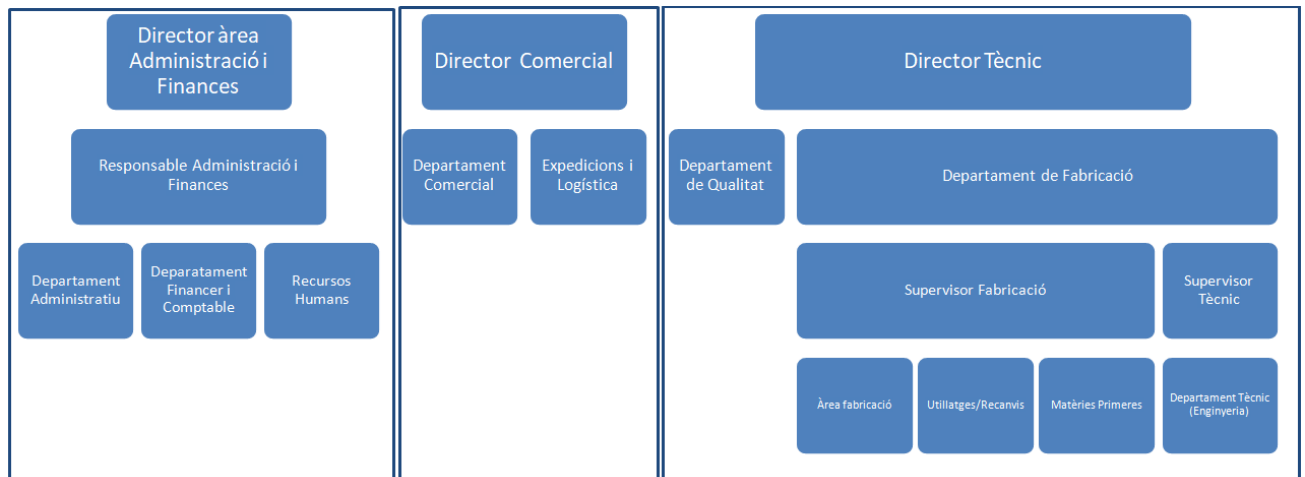 Director àrea
Administració i
Finances
Responsable Administració i
Finances
Departament
Administratiu
Deparatament
Financer i
Comptable
Recursos
Humans
Director Comercial
Departament
Comercial
Expedicions i
Logística
Director Tècnic
Departament
de Qualitat
Departament de Fabricació
Supervisor Fabricació
Supervisor
Tècnic
Àrea fabricació
Utillatges/Recanvis
Matèries Primeres
Departament Tècnic
(Enginyeria)